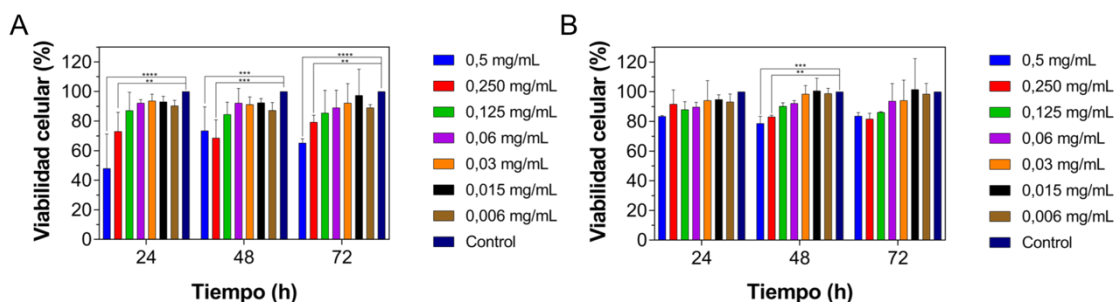 A
Viabilidad celular (%)
120
100
80
60
40
20
0
****
**
***
***
****
**
24
48
72
Tiempo (h)
0,5 mg/mL
0,250 mg/mL
0,125 mg/mL
0,06 mg/mL
0,03 mg/mL
0,015 mg/mL
0,006 mg/mL
Control
B
Viabilidad celular (%)
120
100
80
60
40
20
0
***
**
24
48
72
Tiempo (h)
0,5 mg/mL
0,250 mg/mL
0,125 mg/mL
0,06 mg/mL
0,03 mg/mL
0,015 mg/mL
0,006 mg/mL
Control